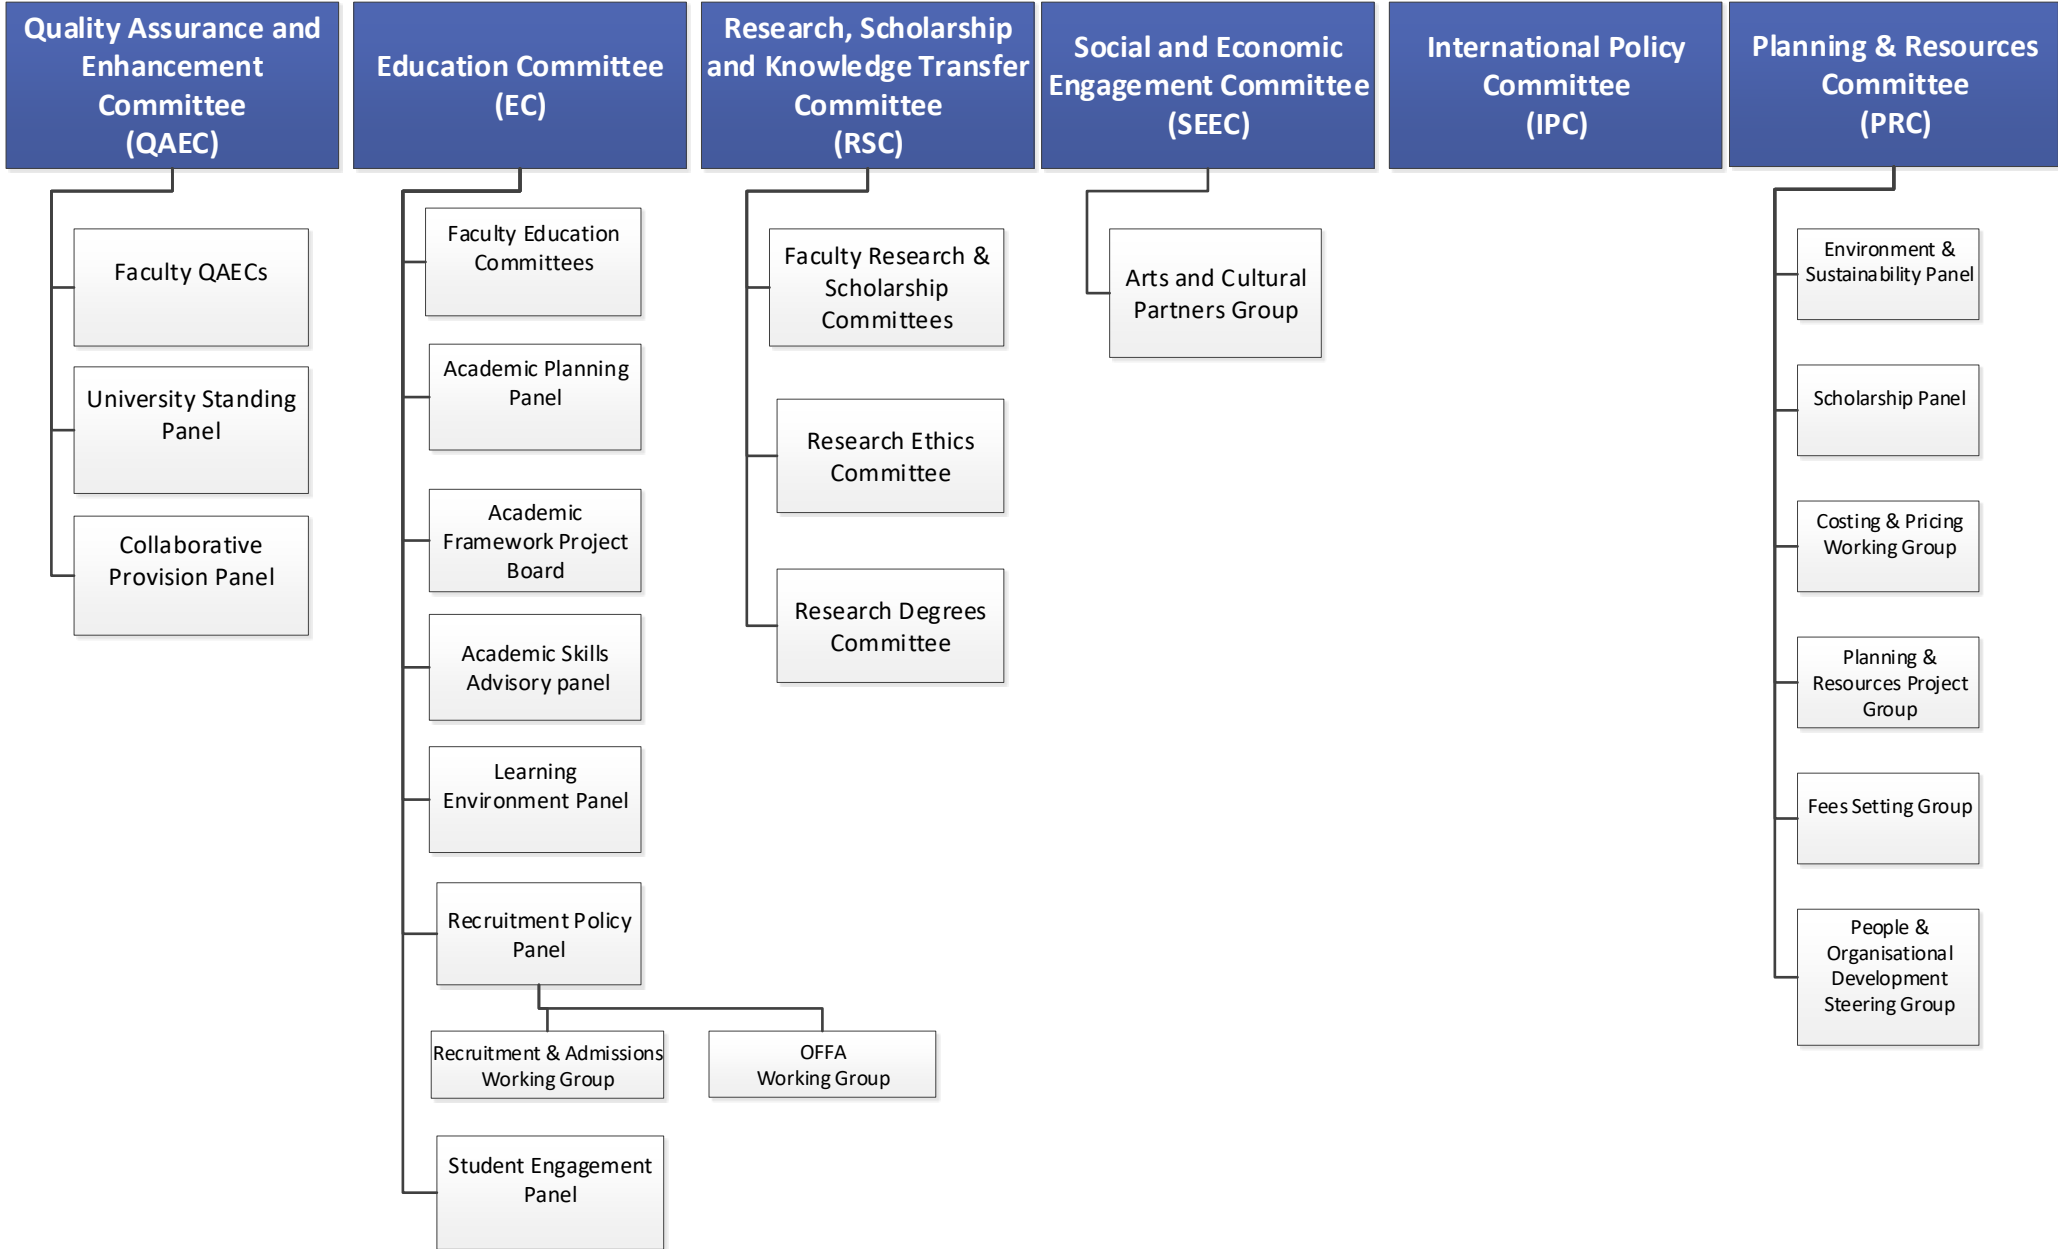 Quality Assurance and
Enhancement
Committee
(QAEC)
Education Committee
(EC)
Research, Scholarship
and Knowledge Transfer
Committee
(RSC)
Social and Economic
Engagement Committee
(SEEC)
International Policy
Committee
(IPC)
Planning & Resources
Committee
(PRC)
Faculty QAECs
University Standing
Panel
Collaborative
Provision Panel
Faculty Education
Committees
Academic Planning
Panel
Academic
Framework Project
Board
Academic Skills
Advisory panel
Learning
Environment Panel
Recruitment Policy
Panel
Recruitment & Admissions
Working Group
OFFA
Working Group
Student Engagement
Panel
Faculty Research &
Scholarship
Committees
Research Ethics
Committee
Research Degrees
Committee
Arts and Cultural
Partners Group
Environment &
Sustainability Panel
Scholarship Panel
Costing & Pricing
Working Group
Planning &
Resources Project
Group
Fees Setting Group
People &
Organisational
Development
Steering Group